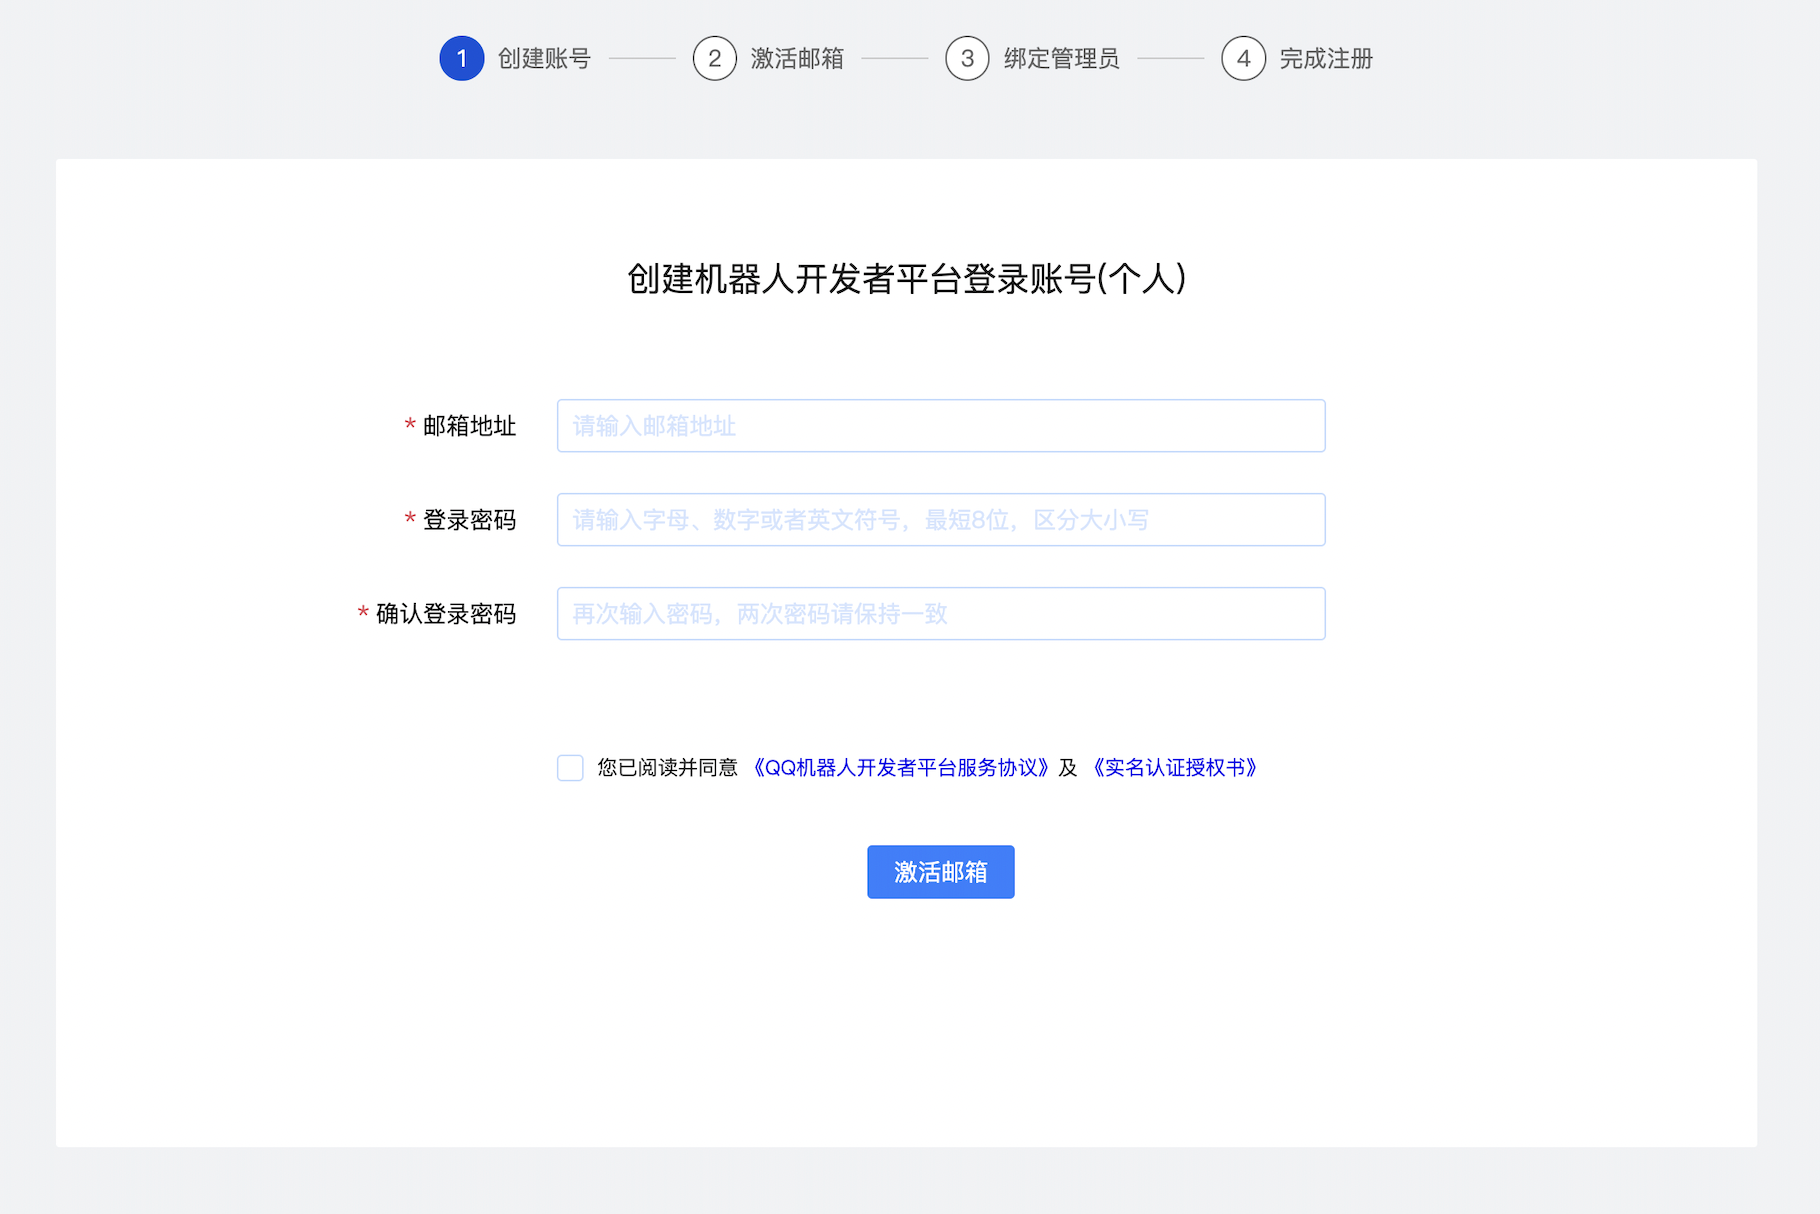 1 创建账号 2 激活邮箱 3 绑定管理员 4 完成注册
创建机器人开发者平台登录账号(个人)
* 邮箱地址 请输入邮箱地址
* 登录密码 请输入字母、数字或者英文符号，最短8位，区分大小写
* 确认登录密码 再次输入密码，两次密码请保持一致
您已阅读并同意 《QQ机器人开发者平台服务协议》及 《实名认证授权书》
激活邮箱